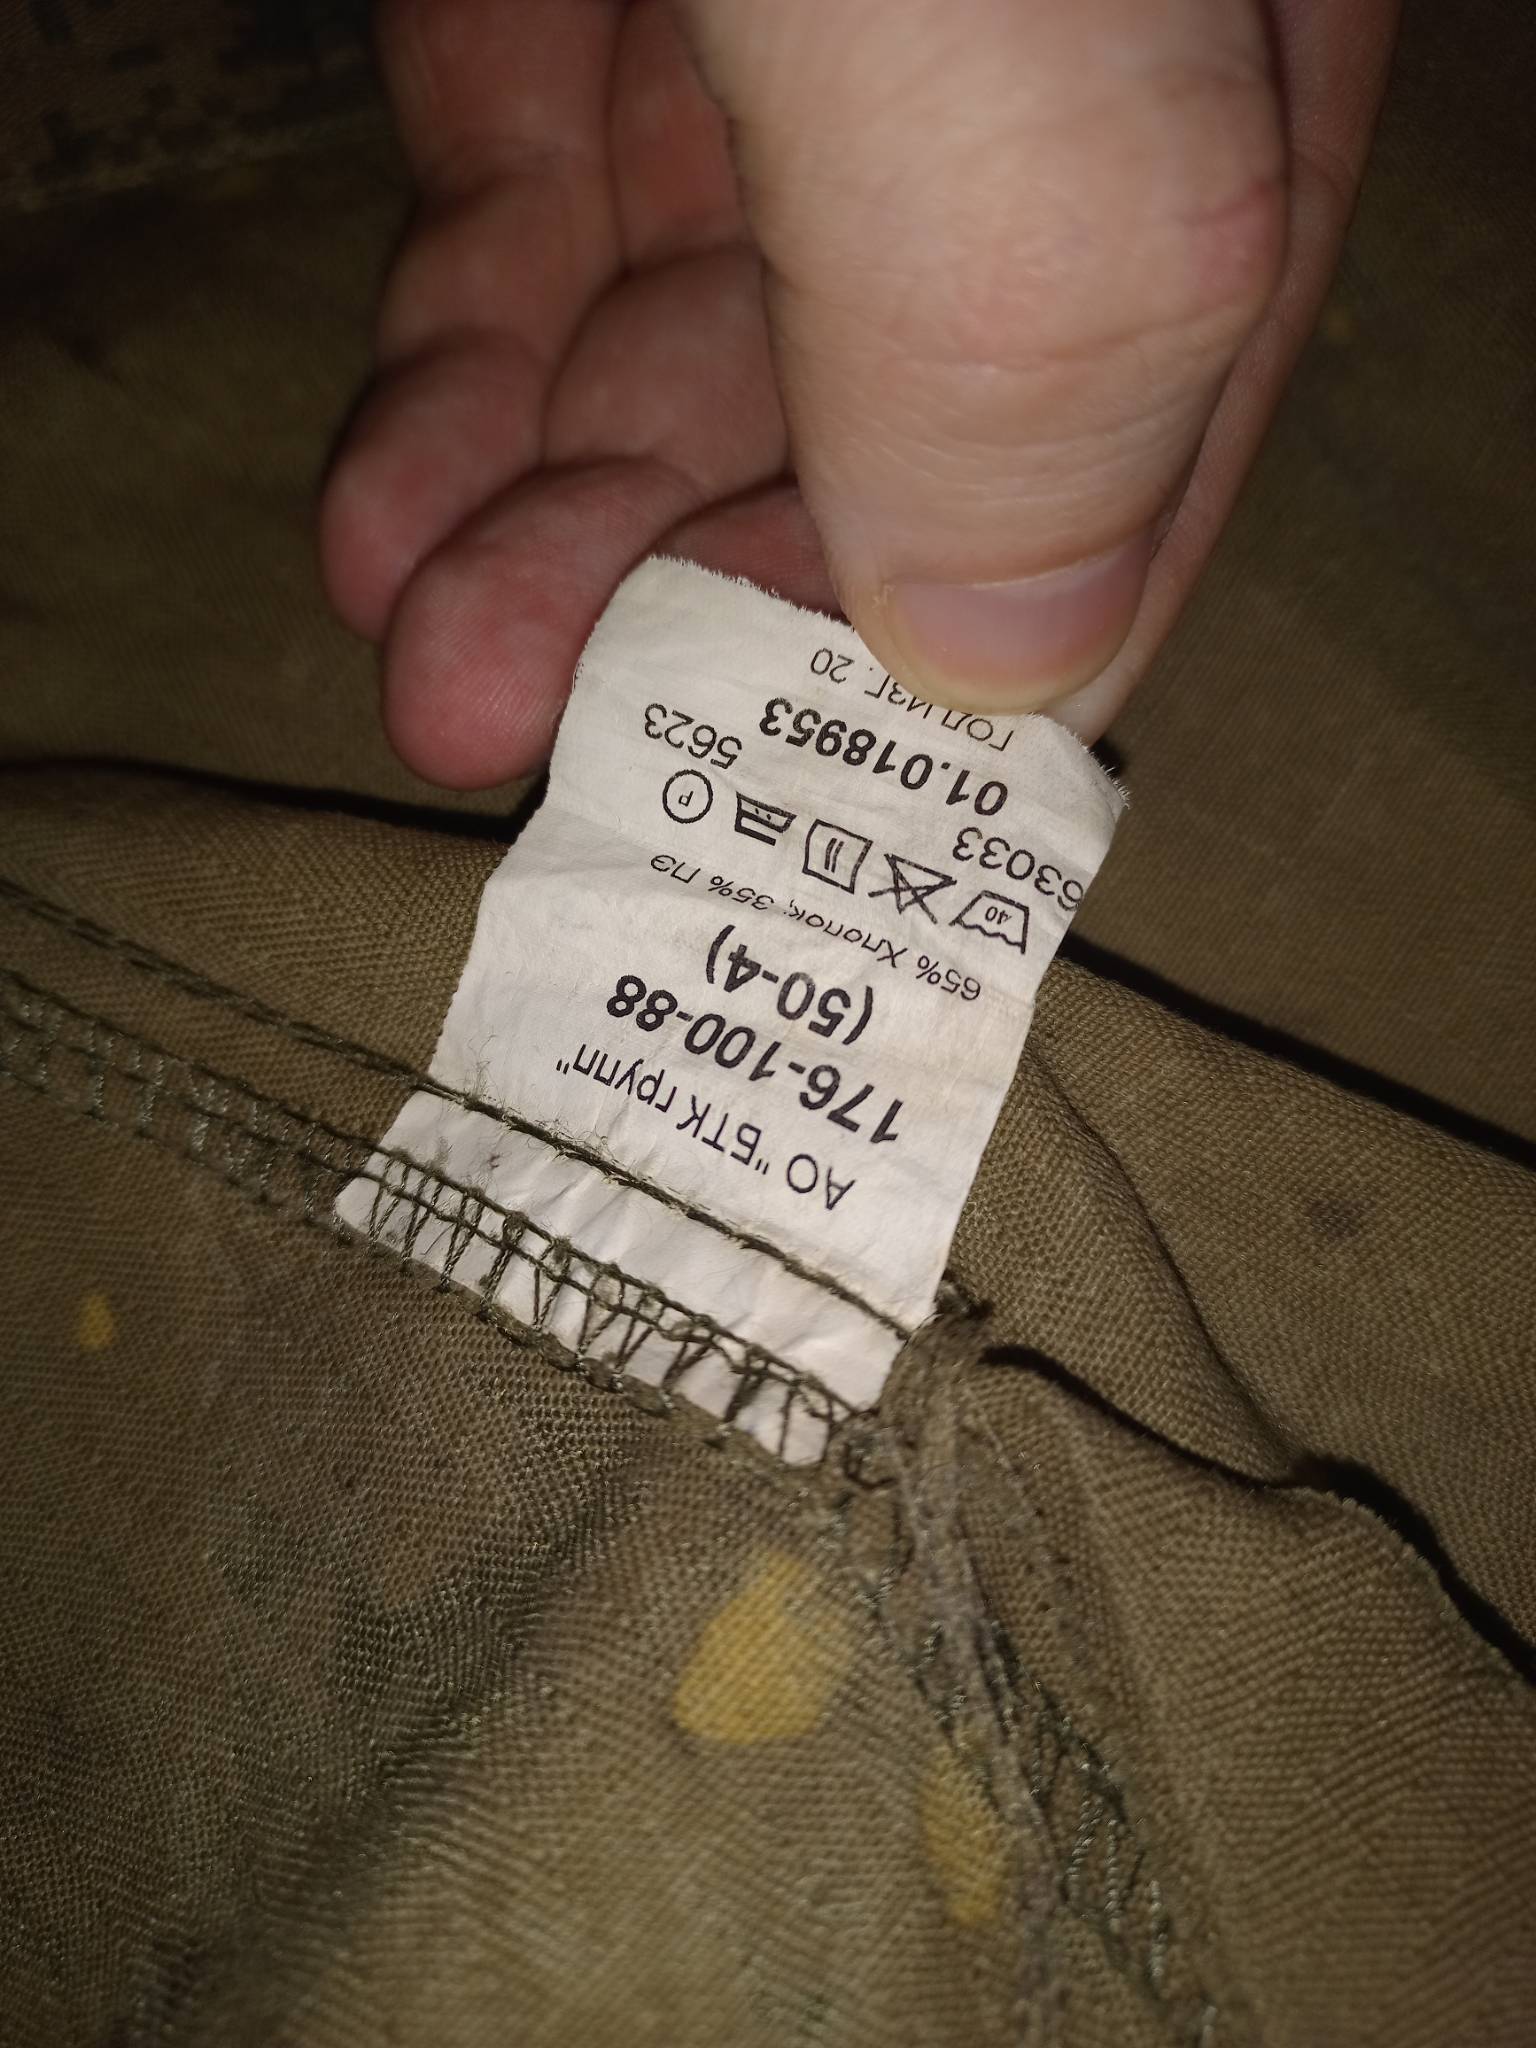 АО "БТК групп"
176-100-88
(50-4)
65% Хлопок; 35% ПЭ
40 P
63033 5623
01.018953
ГОД ИЗГ. 20